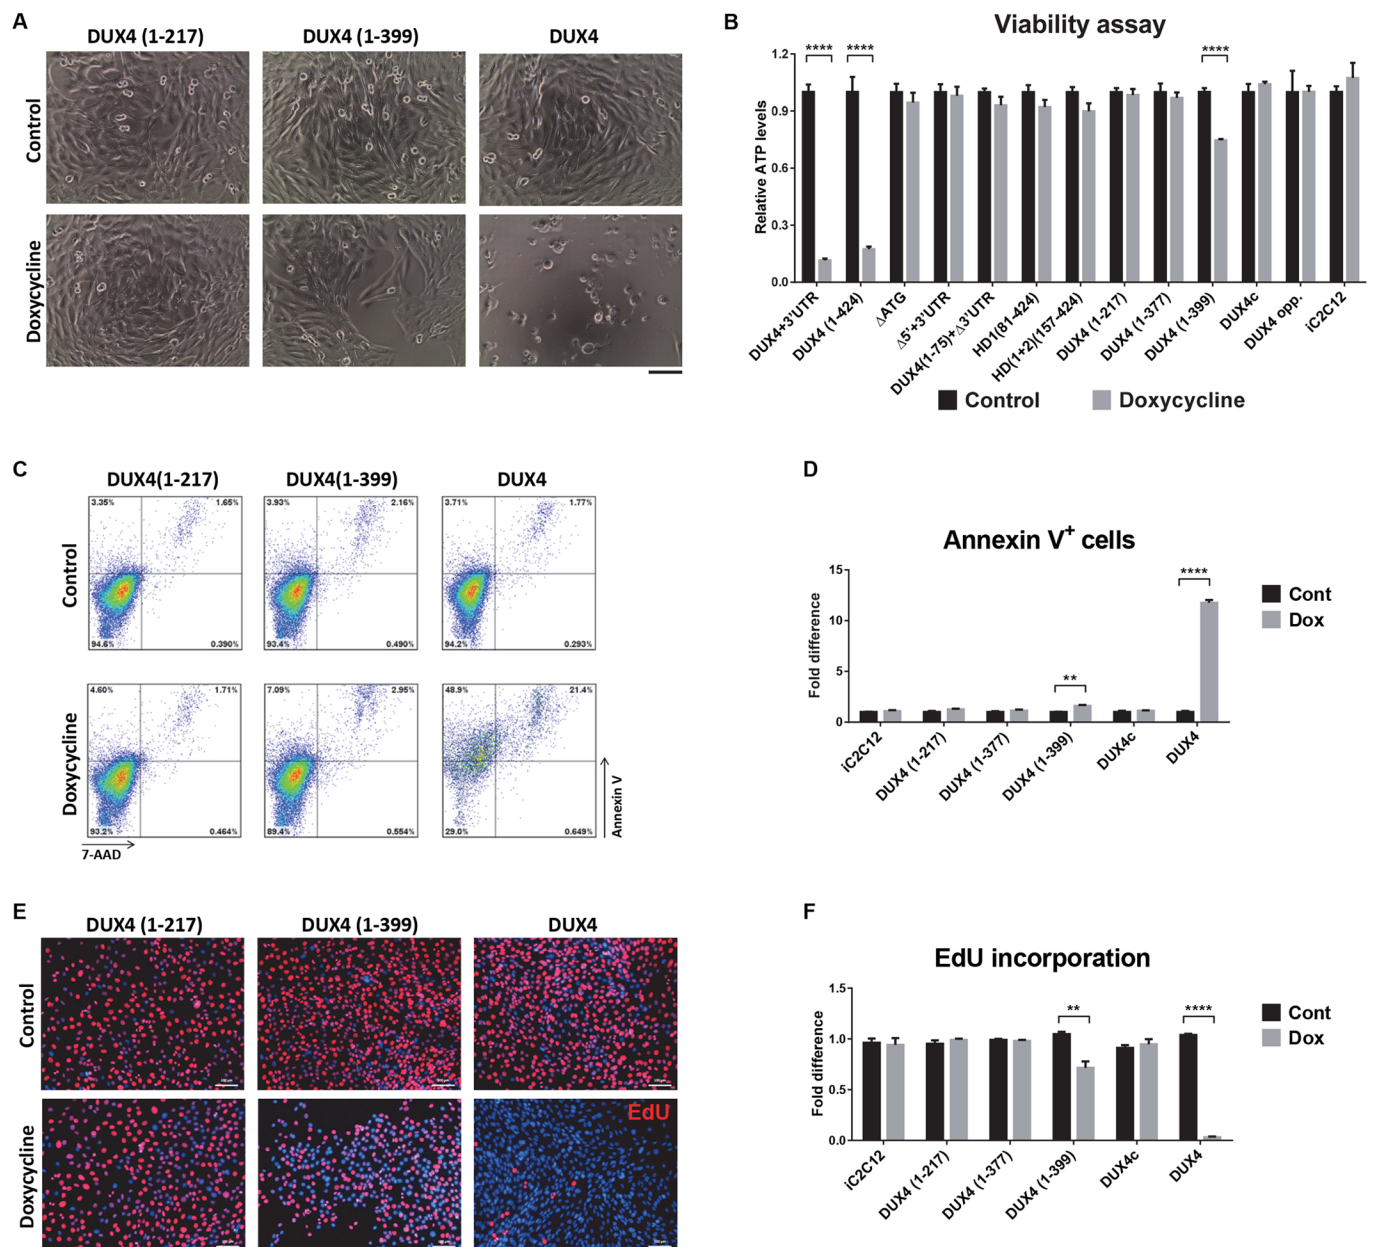 A
DUX4 (1-217)
DUX4 (1-399)
DUX4
Control
Doxycycline
B
Viability assay
Relative ATP levels
1.2
0.9
0.6
0.3
0.0
****
****
****
DUX4+3'UTR
DUX4 (1-424)
ΔATG
Δ5'+3'UTR
DUX4(1-75)+Δ3'UTR
HD1(81-424)
HD(1+2)(157-424)
DUX4 (1-217)
DUX4 (1-377)
DUX4 (1-399)
DUX4c
DUX4 opp.
iC2C12
Control
Doxycycline
C
DUX4(1-217)
DUX4(1-399)
DUX4
Control
3.35%
1.65%
94.6%
0.390%
3.93%
2.16%
93.4%
0.490%
3.71%
1.77%
94.2%
0.293%
Doxycycline
4.60%
1.71%
93.2%
0.464%
7.09%
2.95%
89.4%
0.554%
48.9%
21.4%
29.0%
0.649%
7-AAD
Annexin V
D
Annexin V+ cells
Fold difference
15
10
5
0
**
****
iC2C12
DUX4 (1-217)
DUX4 (1-377)
DUX4 (1-399)
DUX4c
DUX4
Cont
Dox
E
DUX4 (1-217)
DUX4 (1-399)
DUX4
Control
Doxycycline
EdU
F
EdU incorporation
Fold difference
1.5
1.0
0.5
0.0
**
****
iC2C12
DUX4 (1-217)
DUX4 (1-377)
DUX4 (1-399)
DUX4c
DUX4
Cont
Dox